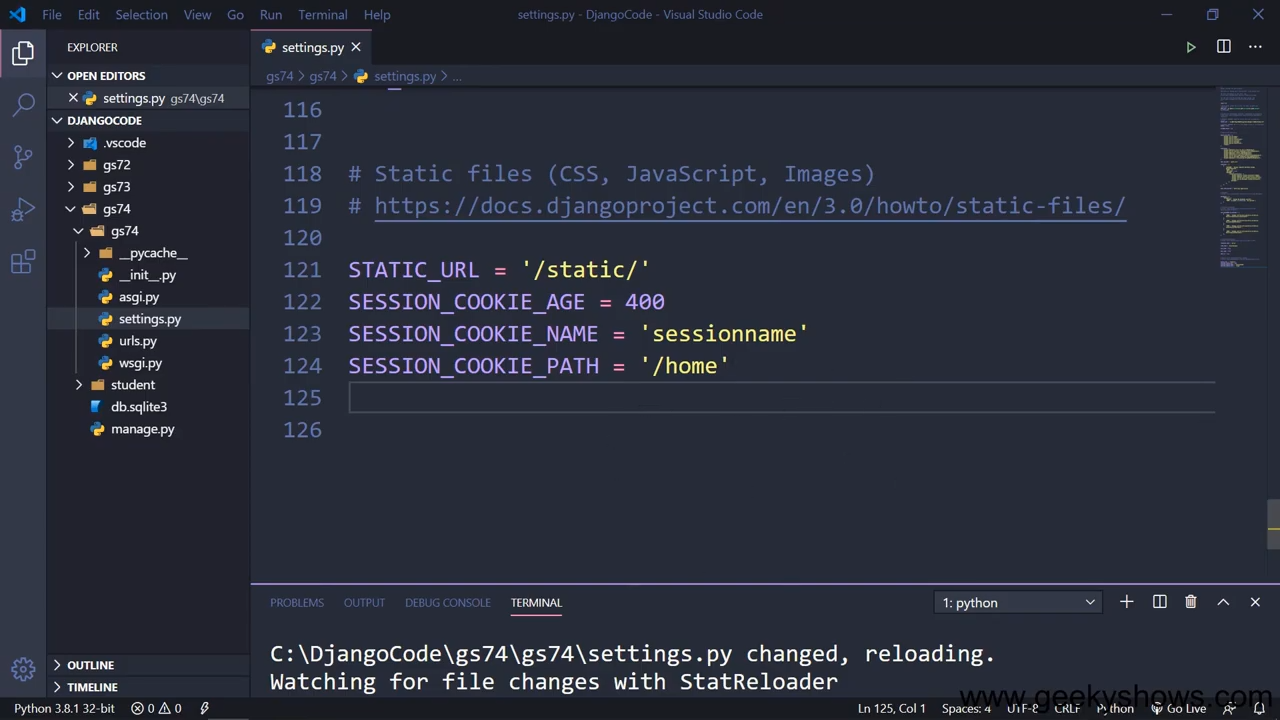 File Edit Selection View Go Run Terminal Help
settings.py - DjangoCode - Visual Studio Code
EXPLORER
OPEN EDITORS
settings.py gs74\gs74
DJANGOCODE
.vscode
gs72
gs73
gs74
gs74
__pycache__
__init__.py
asgi.py
settings.py
urls.py
wsgi.py
student
db.sqlite3
manage.py
OUTLINE
TIMELINE
settings.py
gs74 > gs74 > settings.py > ...
116
117
118 # Static files (CSS, JavaScript, Images)
119 # https://docs.djangoproject.com/en/3.0/howto/static-files/
120
121 STATIC_URL = '/static/'
122 SESSION_COOKIE_AGE = 400
123 SESSION_COOKIE_NAME = 'sessionname'
124 SESSION_COOKIE_PATH = '/home'
125
126
PROBLEMS OUTPUT DEBUG CONSOLE TERMINAL
1: python
C:\DjangoCode\gs74\gs74\settings.py changed, reloading.
Watching for file changes with StatReloader
www.geekyshows.com
Python 3.8.1 32-bit 0 0 Ln 125, Col 1 Spaces: 4 UTF-8 CRLF Python Go Live